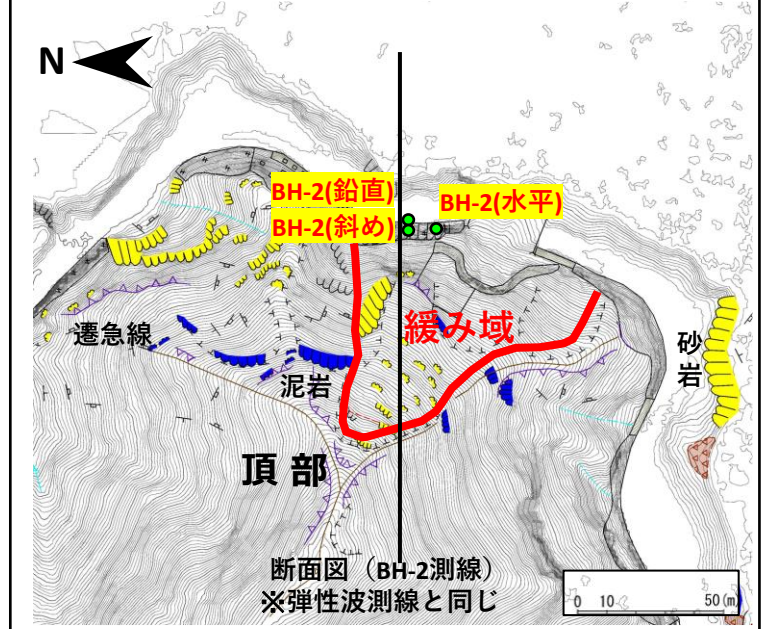 N
BH-2(鉛直)
BH-2(斜め)
BH-2(水平)
緩み域
遷急線
泥岩
砂岩
頂部
断面図（BH-2測線）
※弾性波測線と同じ
0 10 50(m)